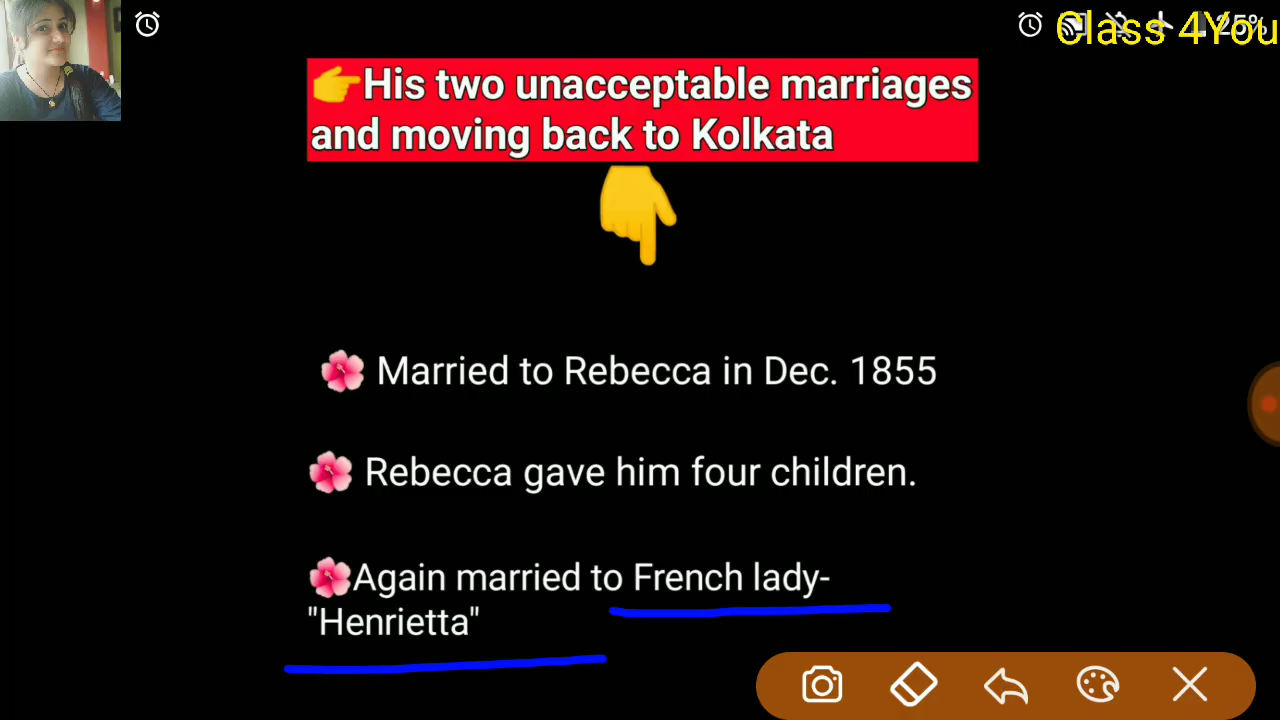 Class 4You
25%
👉His two unacceptable marriages
and moving back to Kolkata
Married to Rebecca in Dec. 1855
Rebecca gave him four children.
Again married to French lady-
"Henrietta"